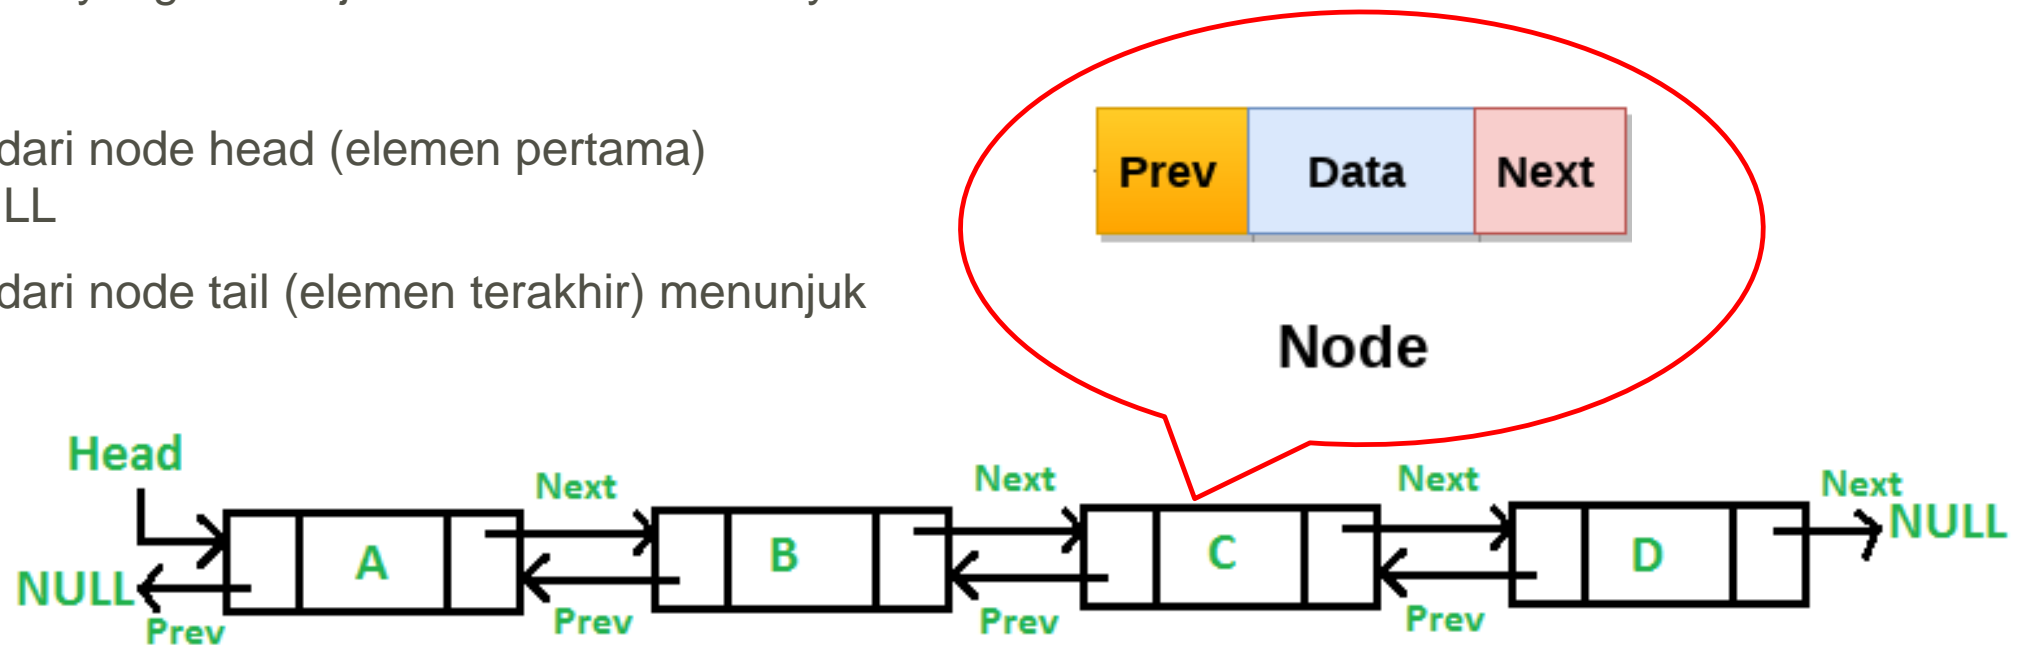 dari node head (elemen pertama)
LL
dari node tail (elemen terakhir) menunjuk
Prev Data Next
Node
Head
Next Next Next Next
A B C D NULL
NULL
Prev Prev Prev Prev